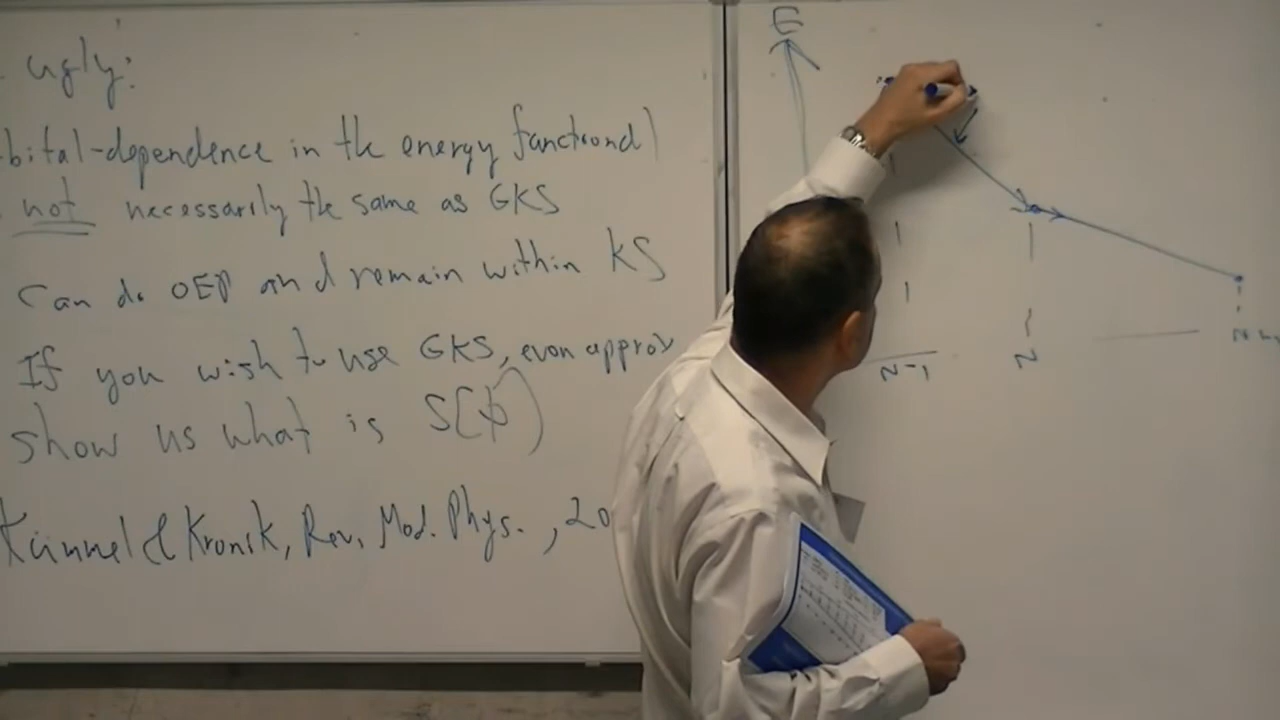 ugly:
bital-dependence in the energy functional
not necessarily the same as GKS
can do OEP and remain within KS
If you wish to use GKS, even approx
show us what is S[φ]
Kümmel & Kronik, Rev. Mod. Phys., 20
E
N-1
N